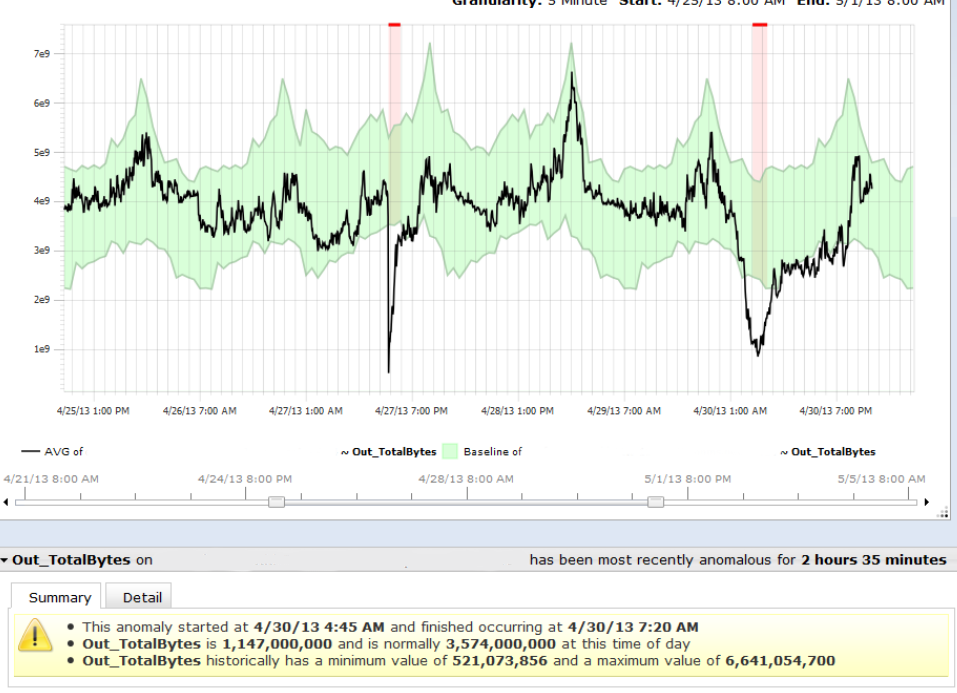 Granularity: 5 Minute Start: 4/25/13 8:00 AM End: 5/1/13 8:00 AM
7e9
6e9
5e9
4e9
3e9
2e9
1e9
4/25/13 1:00 PM 4/26/13 7:00 AM 4/27/13 1:00 AM 4/27/13 7:00 PM 4/28/13 1:00 PM 4/29/13 7:00 AM 4/30/13 1:00 AM 4/30/13 7:00 PM
AVG of ~ Out_TotalBytes Baseline of ~ Out_TotalBytes
4/21/13 8:00 AM 4/24/13 8:00 PM 4/28/13 8:00 AM 5/1/13 8:00 PM 5/5/13 8:00 AM
Out_TotalBytes on has been most recently anomalous for 2 hours 35 minutes
Summary Detail
• This anomaly started at 4/30/13 4:45 AM and finished occurring at 4/30/13 7:20 AM
• Out_TotalBytes is 1,147,000,000 and is normally 3,574,000,000 at this time of day
• Out_TotalBytes historically has a minimum value of 521,073,856 and a maximum value of 6,641,054,700